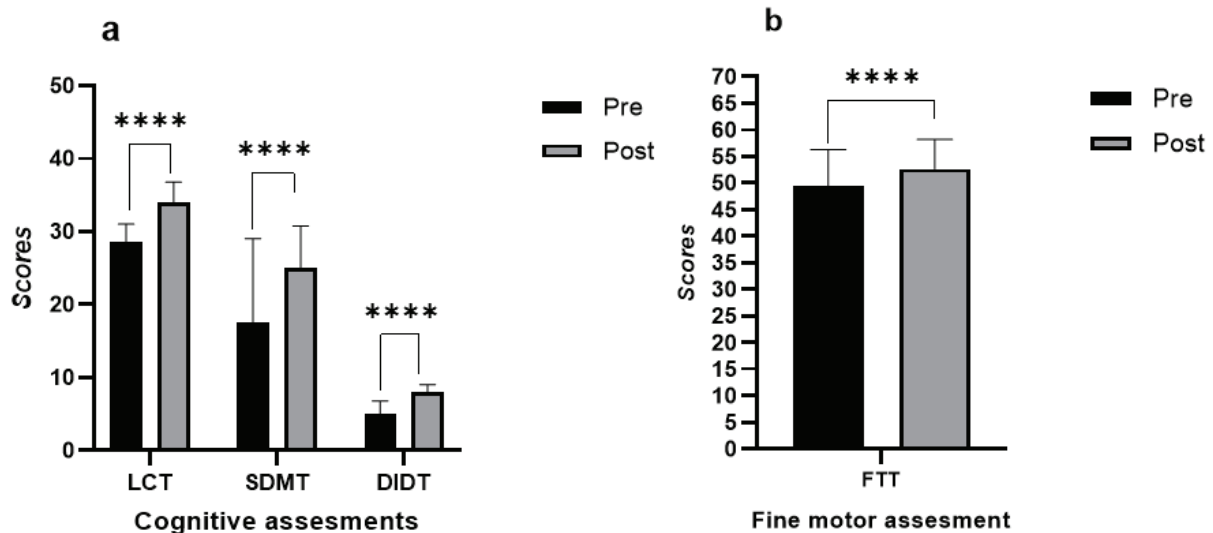 a
50
40
30
20
10
0
Scores
****
****
****
Pre
Post
LCT SDMT DIDT
Cognitive assesments
b
70
65
60
55
50
45
40
35
30
25
20
15
10
5
0
Scores
****
Pre
Post
FTT
Fine motor assesment